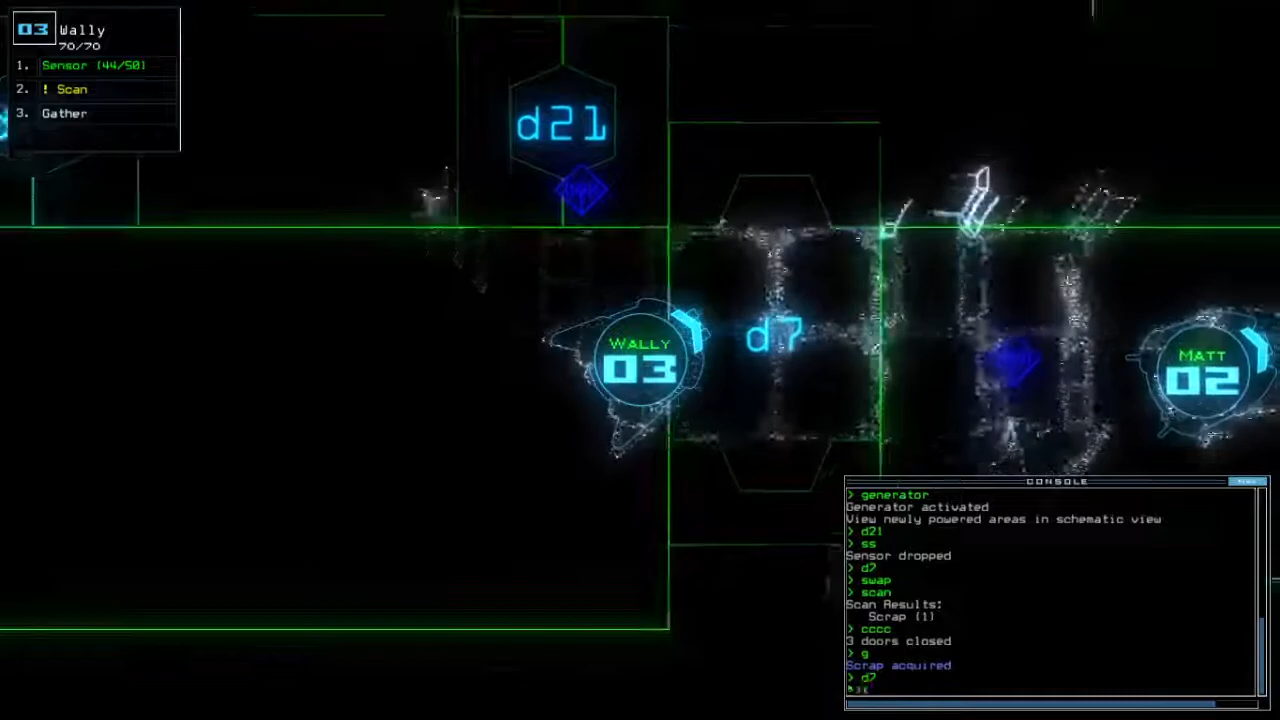 03 Wally
70/70
1. Sensor (44/50)
2. ! Scan
3. Gather
d21
d7
WALLY
03
MATT
02
CONSOLE
> generator
Generator activated
View newly powered areas in schematic view
> d21
> ss
Sensor dropped
> d7
> swap
> scan
Scan Results:
Scrap (1)
> cccc
3 doors closed
> g
Scrap acquired
> d7